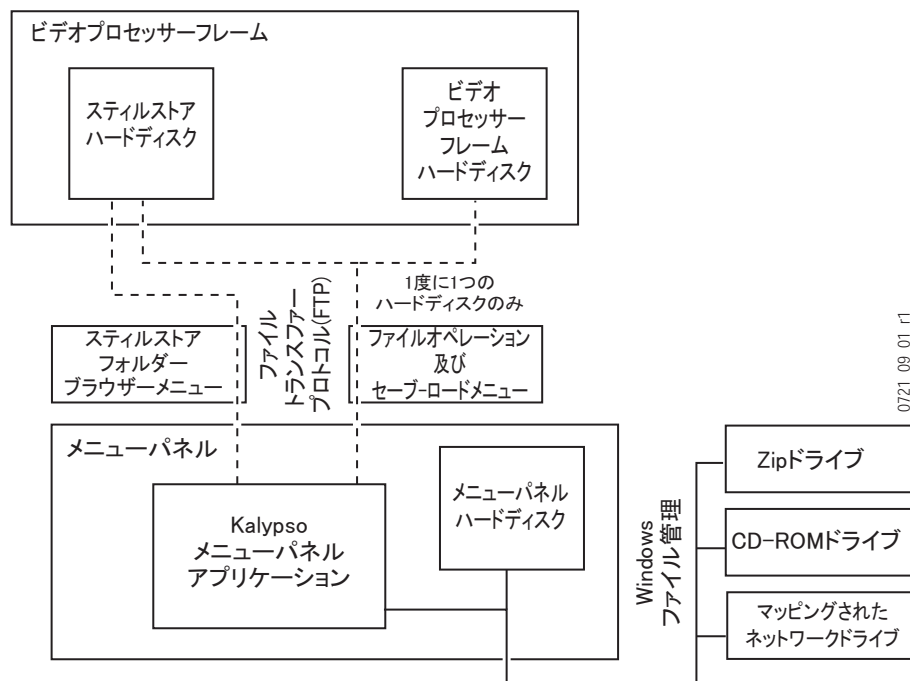 ビデオプロセッサーフレーム
スティルストア
ハードディスク
ビデオ
プロセッサー
フレーム
ハードディスク
1度に1つの
ハードディスクのみ
ファイル
トランスファー
プロトコル(FTP)
スティルストア
フォルダー
ブラウザーメニュー
ファイルオペレーション
及び
セーブ-ロードメニュー
0721_09_01_r1
メニューパネル
Kalypso
メニューパネル
アプリケーション
メニューパネル
ハードディスク
Windows
ファイル管理
Zipドライブ
CD-ROMドライブ
マッピングされた
ネットワークドライブ